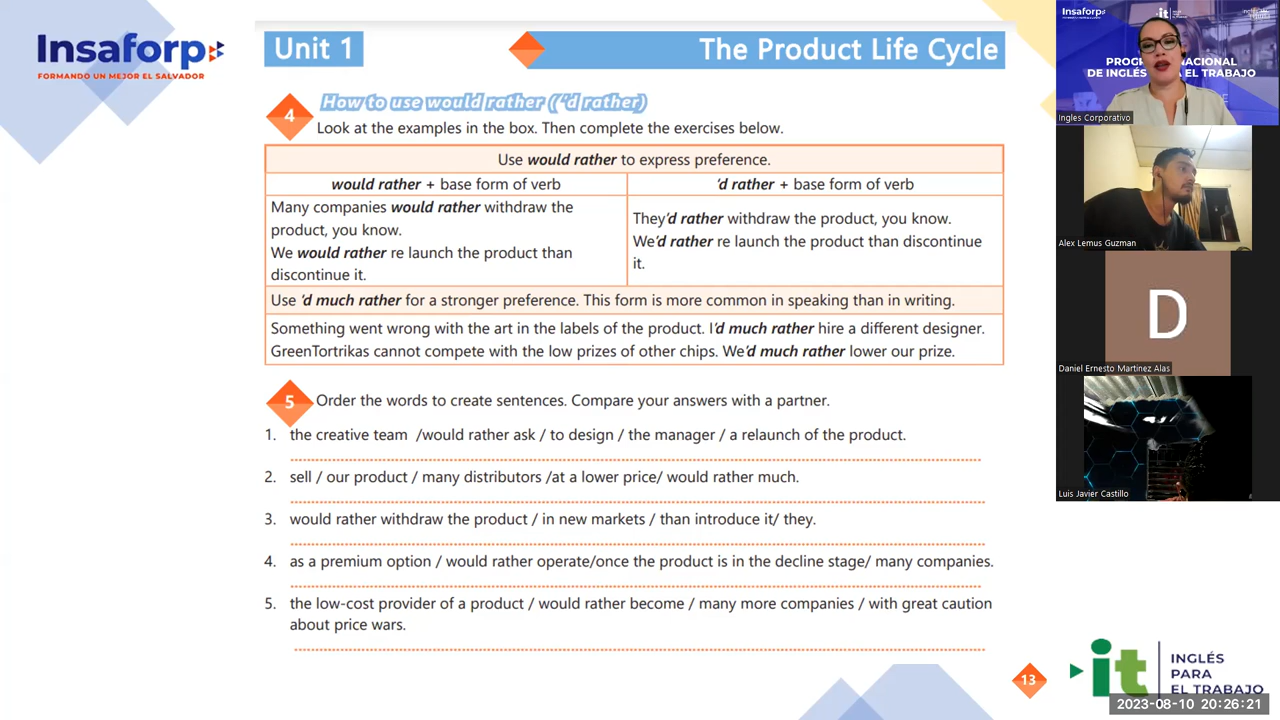 Insaforp
FORMANDO UN MEJOR EL SALVADOR
Unit 1
The Product Life Cycle
4
How to use would rather (('d rather)
Look at the examples in the box. Then complete the exercises below.
Use would rather to express preference.
would rather + base form of verb
'd rather + base form of verb
Many companies would rather withdraw the
product, you know.
We would rather re launch the product than
discontinue it.
They'd rather withdraw the product, you know.
We'd rather re launch the product than discontinue
it.
Use 'd much rather for a stronger preference. This form is more common in speaking than in writing.
Something went wrong with the art in the labels of the product. I'd much rather hire a different designer.
GreenTortrikas cannot compete with the low prizes of other chips. We'd much rather lower our prize.
5
Order the words to create sentences. Compare your answers with a partner.
1. the creative team /would rather ask / to design / the manager / a relaunch of the product.
2. sell / our product / many distributors /at a lower price/ would rather much.
3. would rather withdraw the product / in new markets / than introduce it/ they.
4. as a premium option / would rather operate/once the product is in the decline stage/ many companies.
5. the low-cost provider of a product / would rather become / many more companies / with great caution
about price wars.
13
it
INGLÉS
PARA
EL TRABAJO
2023-08-10 20:26:21
Insaforp
it
PROG NACIONAL
DE INGLÉS A EL TRABAJO
Ingles Corporativo
Alex Lemus Guzman
D
Daniel Ernesto Martinez Alas
Luis Javier Castillo